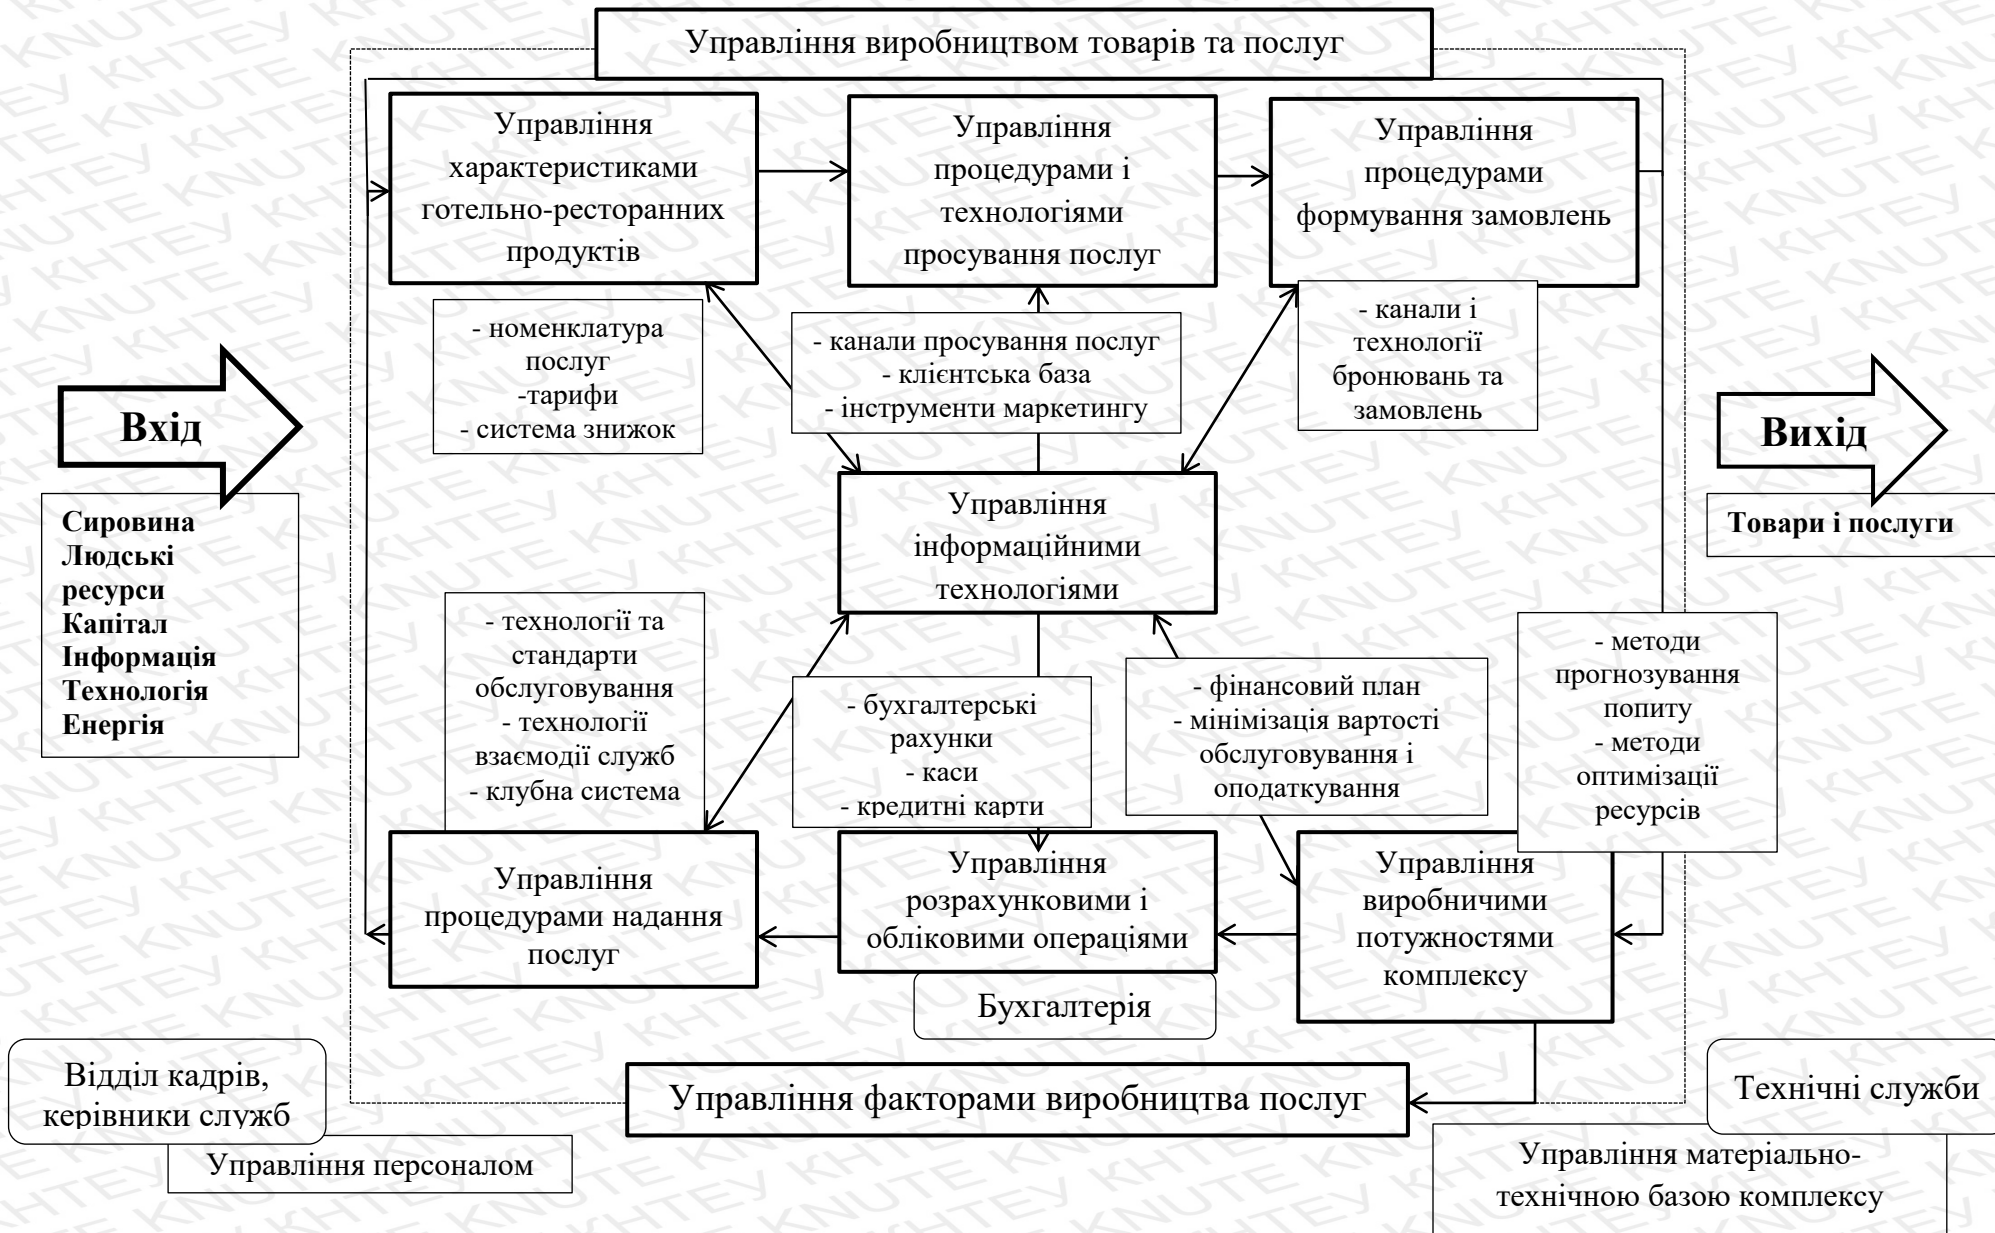 Управління виробництвом товарів та послуг
Управління
характеристиками
готельно-ресторанних
продуктів
Управління
процедурами і
технологіями
просування послуг
Управління
процедурами
формування замовлень
- номенклатура
послуг
-тарифи
- система знижок
- канали просування послуг
- клієнтська база
- інструменти маркетингу
- канали і
технології
бронювань та
замовлень
Вхід
Вихід
Сировина
Людські
ресурси
Капітал
Інформація
Технологія
Енергія
Товари і послуги
Управління
інформаційними
технологіями
- технології та
стандарти
обслуговування
- технології
взаємодії служб
- клубна система
- бухгалтерські
рахунки
- каси
- кредитні карти
- фінансовий план
- мінімізація вартості
обслуговування і
оподаткування
- методи
прогнозування
попиту
- методи
оптимізації
ресурсів
Управління
процедурами надання
послуг
Управління
розрахунковими і
обліковими операціями
Управління
виробничими
потужностями
комплексу
Бухгалтерія
Відділ кадрів,
керівники служб
Управління факторами виробництва послуг
Технічні служби
Управління персоналом
Управління матеріально-
технічною базою комплексу
KNUTE KHTEУ